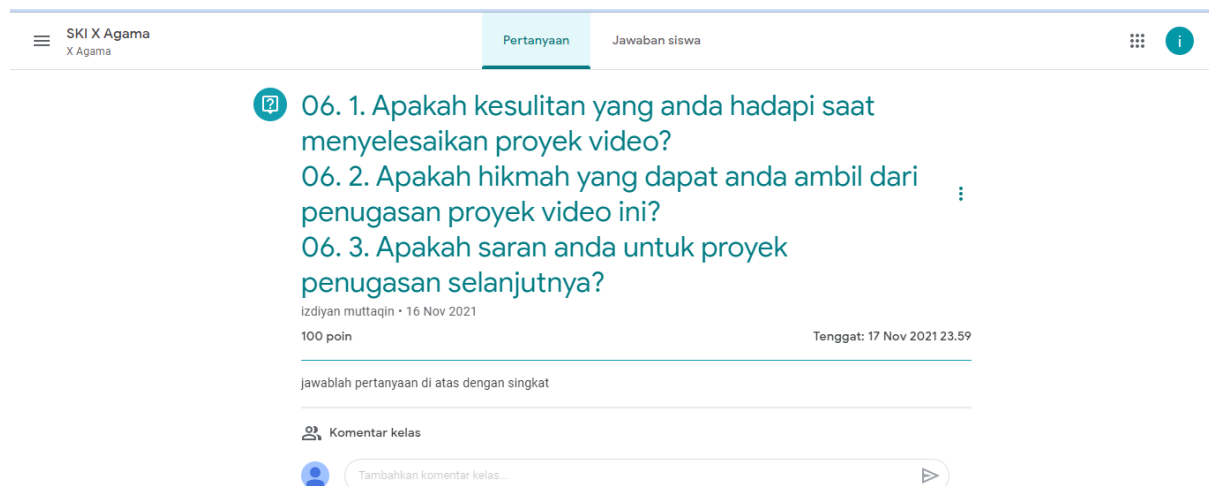 SKI X Agama
X Agama
Pertanyaan
Jawaban siswa
i
06. 1. Apakah kesulitan yang anda hadapi saat
menyelesaikan proyek video?
06. 2. Apakah hikmah yang dapat anda ambil dari
penugasan proyek video ini?
06. 3. Apakah saran anda untuk proyek
penugasan selanjutnya?
izdiyan muttaqin • 16 Nov 2021
100 poin
Tenggat: 17 Nov 2021 23.59
jawablah pertanyaan di atas dengan singkat
Komentar kelas
Tambahkan komentar kelas...